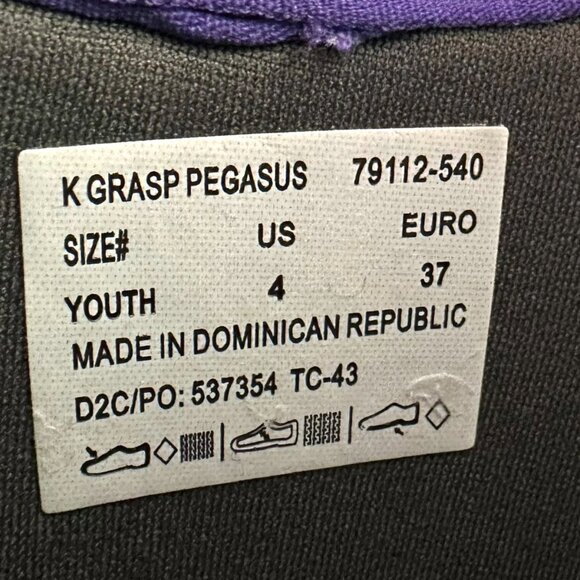 K GRASP PEGASUS 79112-540
SIZE# US EURO
YOUTH 4 37
MADE IN DOMINICAN REPUBLIC
D2C/PO: 537354 TC-43